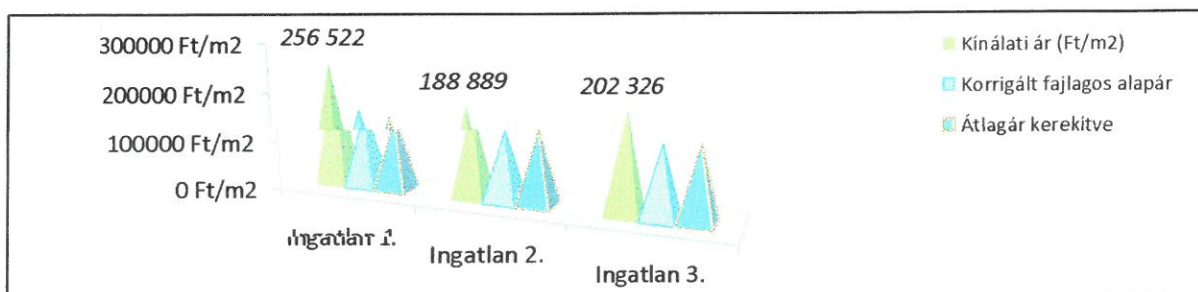 300000 Ft/m2
200000 Ft/m2
100000 Ft/m2
0 Ft/m2
256 522
188 889
202 326
Ingatlan 1.
Ingatlan 2.
Ingatlan 3.
Kínálati ár (Ft/m2)
Korrigált fajlagos alapár
Átlagár kerekítve